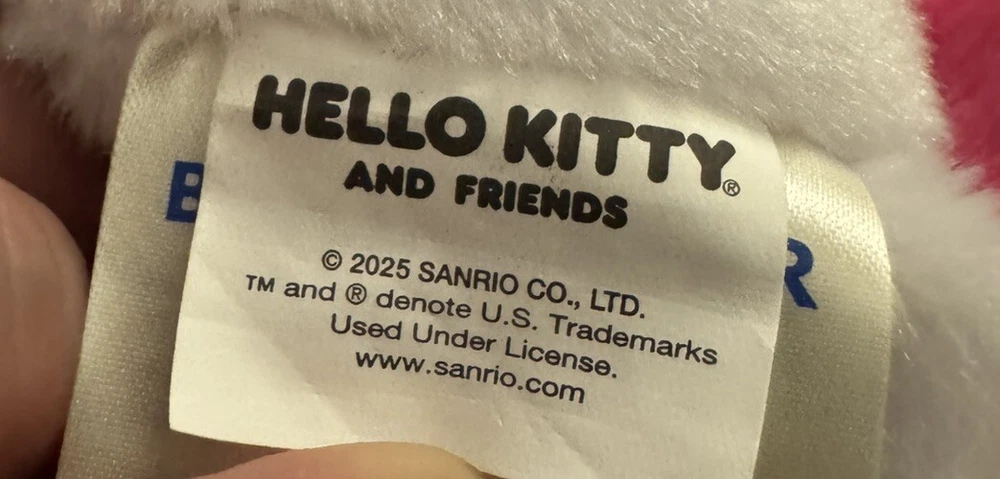 HELLO KITTY®
AND FRIENDS
© 2025 SANRIO CO., LTD.
TM and ® denote U.S. Trademarks
Used Under License.
www.sanrio.com